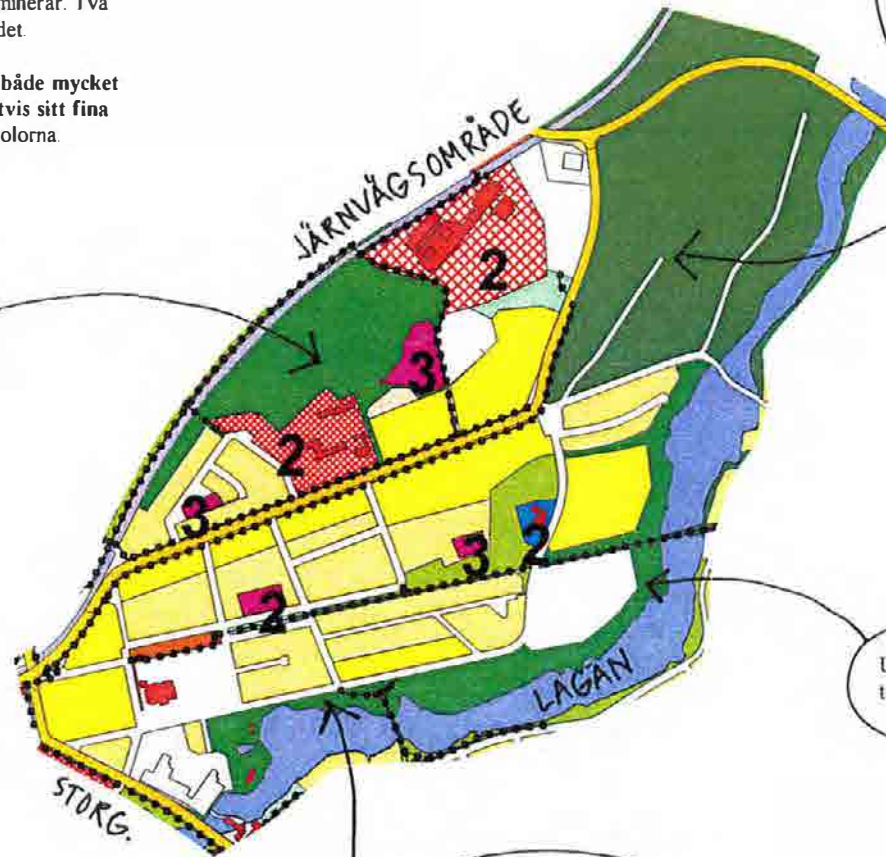 minerar. Två
det.
både mycket
tvis sitt fina
olorna.
JÄRNVÄGSOMRÅDE
2
3
2
3
3
2
2
LAGAN
STORG.